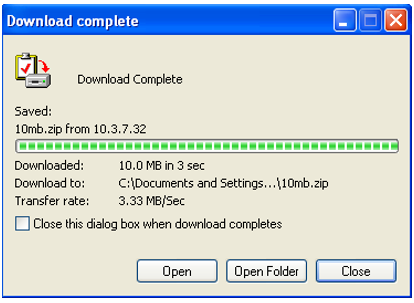 Download complete
Download Complete
Saved:
10mb.zip from 10.3.7.32
Downloaded: 10.0 MB in 3 sec
Download to: C:\Documents and Settings...\10mb.zip
Transfer rate: 3.33 MB/Sec
Close this dialog box when download completes
Open Open Folder Close